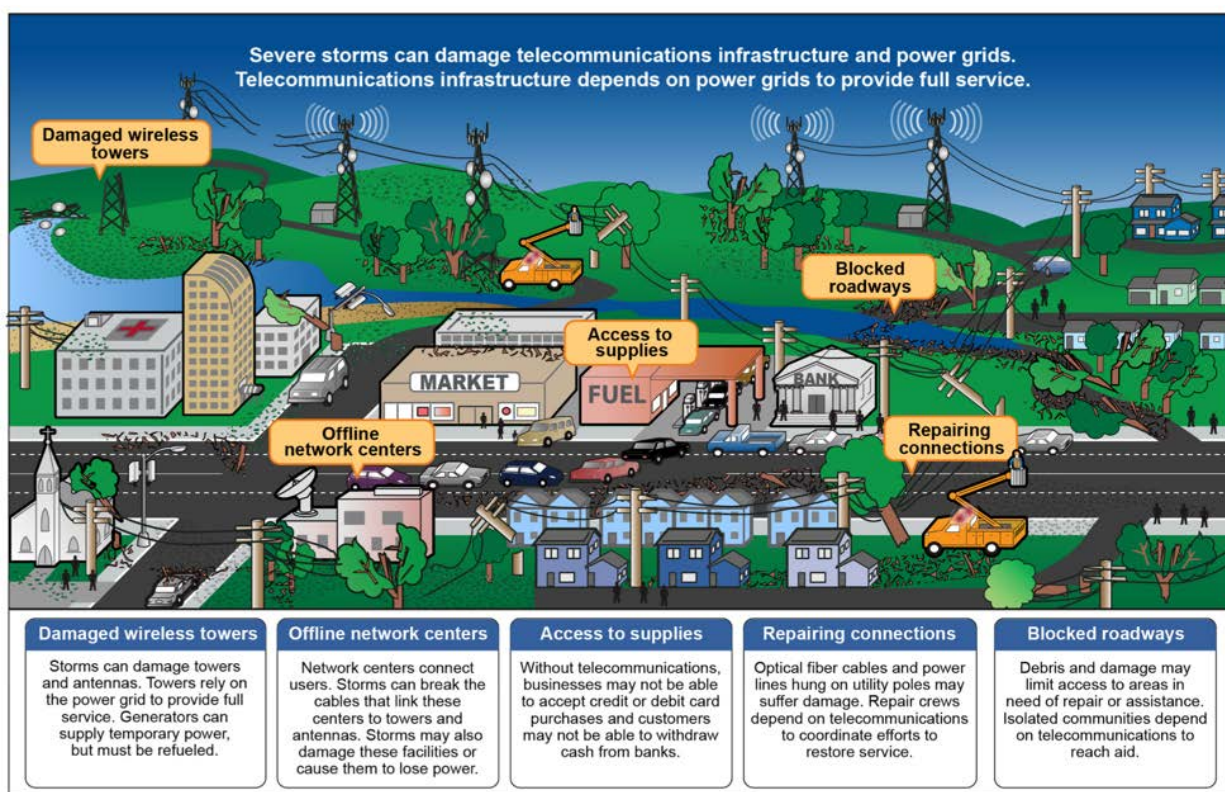 Severe storms can damage telecommunications infrastructure and power grids.
Telecommunications infrastructure depends on power grids to provide full service.
Damaged wireless
towers
Blocked
roadways
Access to
supplies
MARKET
FUEL
BANK
Offline
network centers
Repairing
connections
Damaged wireless towers
Storms can damage towers
and antennas. Towers rely on
the power grid to provide full
service. Generators can
supply temporary power,
but must be refueled.
Offline network centers
Network centers connect
users. Storms can break the
cables that link these
centers to towers and
antennas. Storms may also
damage these facilities or
cause them to lose power.
Access to supplies
Without telecommunications,
businesses may not be able
to accept credit or debit card
purchases and customers
may not be able to withdraw
cash from banks.
Repairing connections
Optical fiber cables and power
lines hung on utility poles may
suffer damage. Repair crews
depend on telecommunications
to coordinate efforts to
restore service.
Blocked roadways
Debris and damage may
limit access to areas in
need of repair or assistance.
Isolated communities depend
on telecommunications to
reach aid.